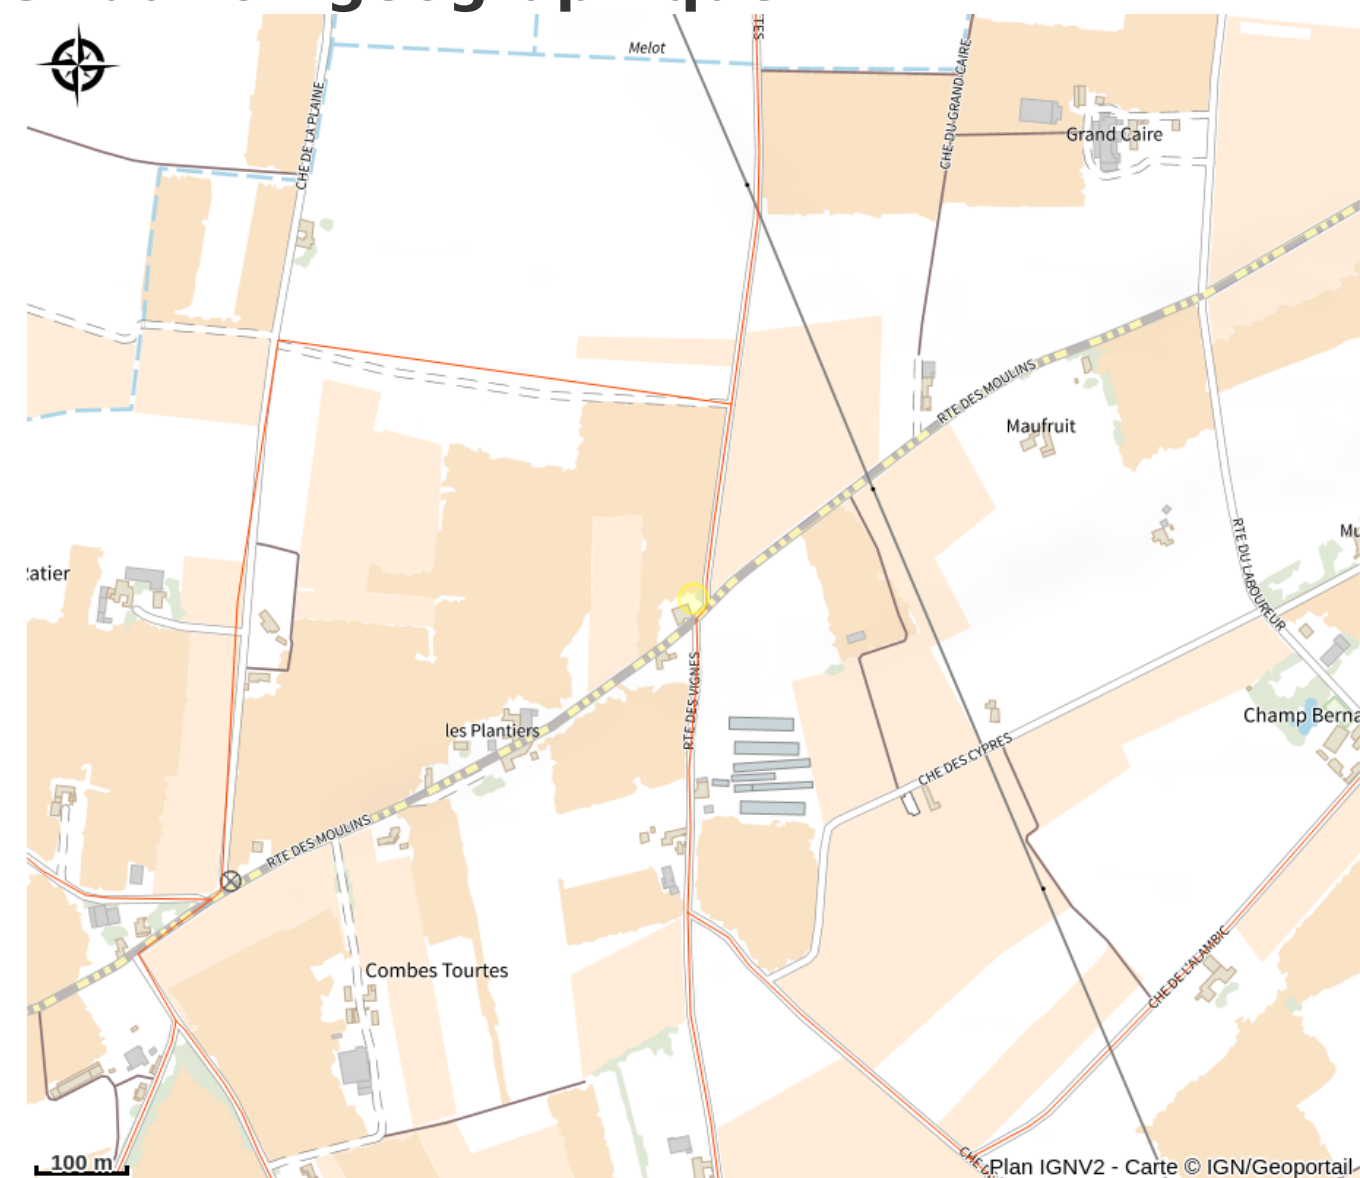 Melot
CHE DE LA PLAINE
CHE DU GRAND CAIRE
Grand Caire
RTE DES MOULINS
Maufruit
RTE DU LABOUREUR
RTE DES VIGNES
les Plantiers
CHE DES CYPRES
Champ Berna
RTE DES MOULINS
Combes Tourtes
CHE DE L'ALAMBIC
100 m
Plan IGNV2 - Carte © IGN/Geoportail